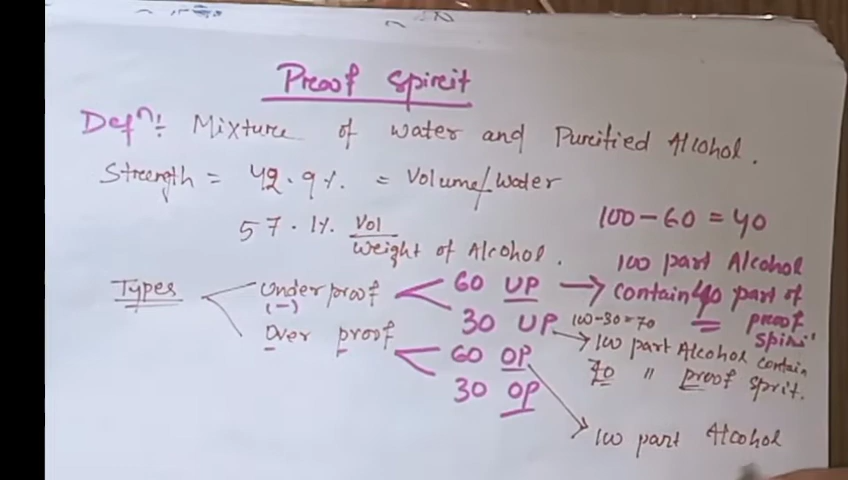 Proof Spirit
Defn:- Mixture of water and Purified Alcohol.
Strength = 42.9%. = Volume/water
57.1%. Vol
Weight of Alcohol.
100-60 = 40
100 part Alcohol
contain 40 part of
proof
spirit
Types
Under proof
(-)
Over proof
60 UP
30 UP
60 OP
30 OP
100-30=70
100 part Alcohol contain
70 " Proof Sprit.
100 part Alcohol